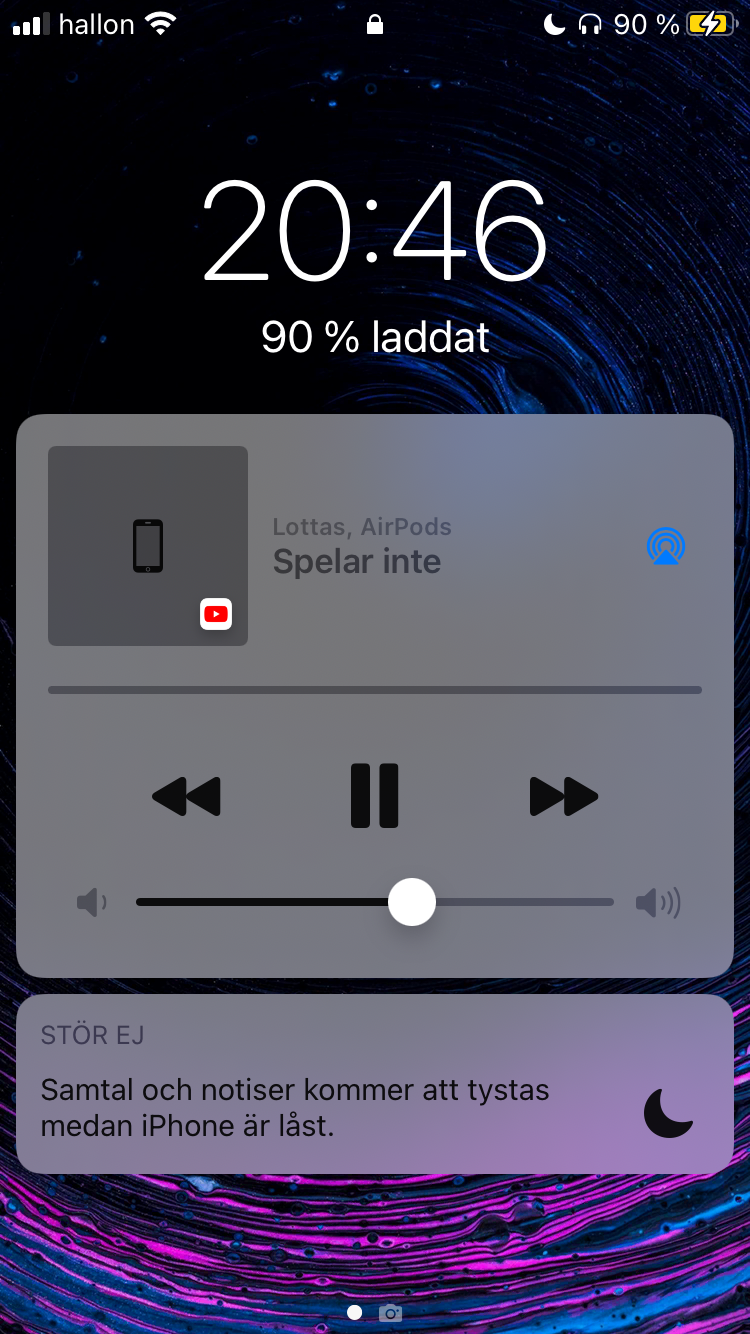 hallon 90 %
20:46
90 % laddat
Lottas, AirPods
Spelar inte
STÖR EJ
Samtal och notiser kommer att tystas
medan iPhone är låst.